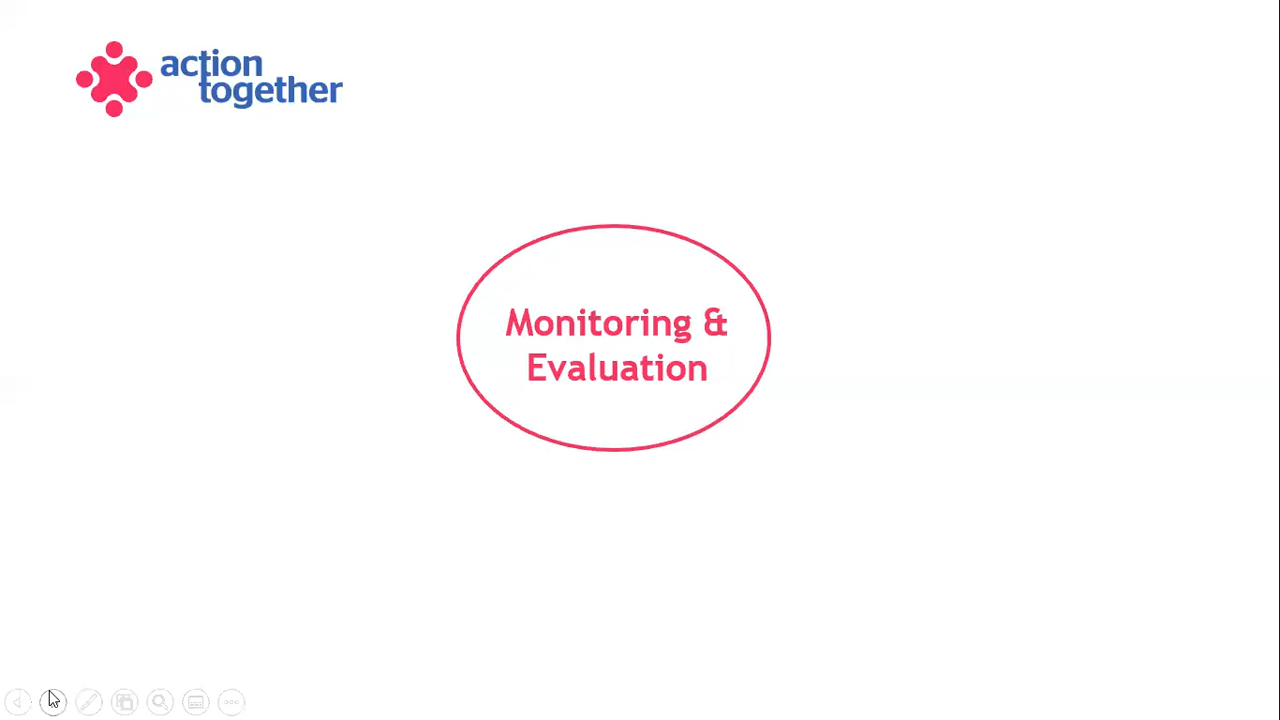 action
together
Monitoring &
Evaluation